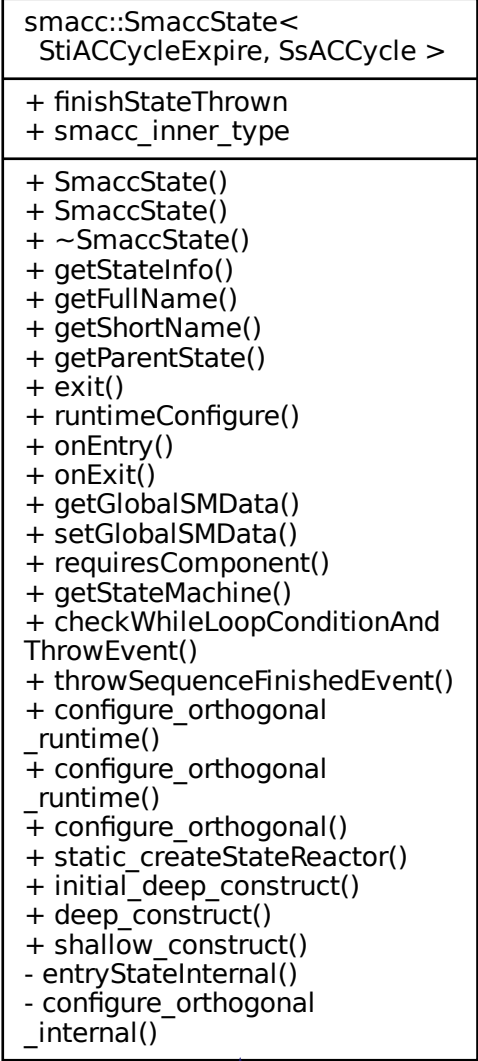 smacc::SmaccState<
StiACCycleExpire, SsACCycle >
+ finishStateThrown
+ smacc_inner_type
+ SmaccState()
+ SmaccState()
+ ~SmaccState()
+ getStateInfo()
+ getFullName()
+ getShortName()
+ getParentState()
+ exit()
+ runtimeConfigure()
+ onEntry()
+ onExit()
+ getGlobalSMData()
+ setGlobalSMData()
+ requiresComponent()
+ getStateMachine()
+ checkWhileLoopConditionAnd
ThrowEvent()
+ throwSequenceFinishedEvent()
+ configure_orthogonal
_runtime()
+ configure_orthogonal
_runtime()
+ configure_orthogonal()
+ static_createStateReactor()
+ initial_deep_construct()
+ deep_construct()
+ shallow_construct()
- entryStateInternal()
- configure_orthogonal
_internal()